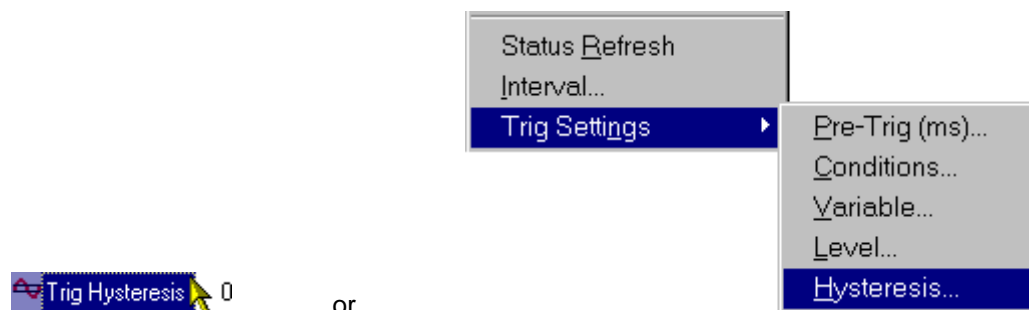 Status Refresh
Interval...
Trig Settings
Pre-Trig (ms)...
Conditions...
Variable...
Level...
Hysteresis...
Trig Hysteresis 0
or